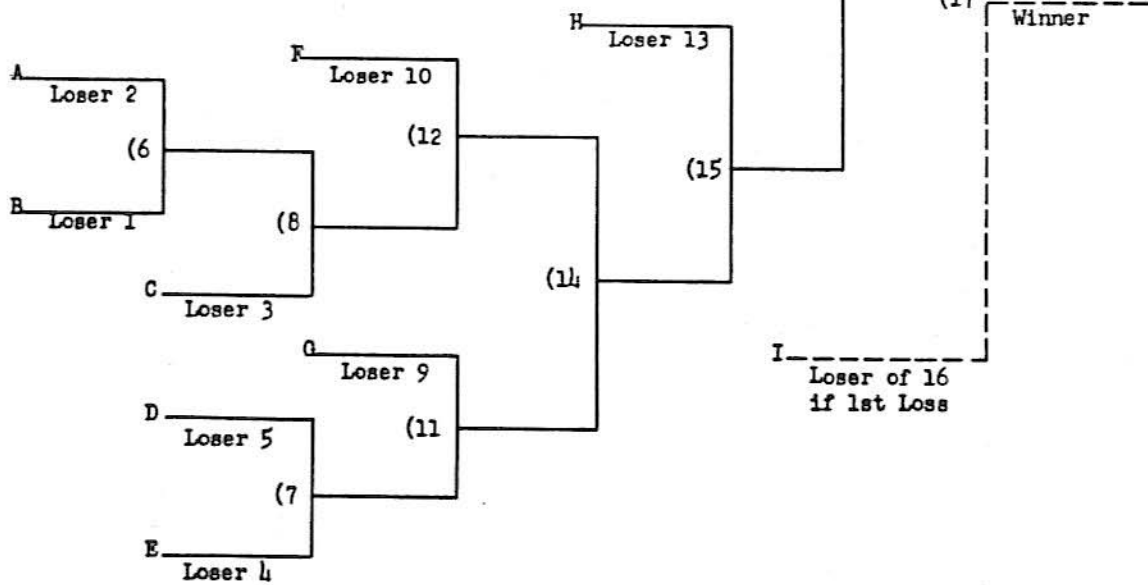 (17
Winner
H
Loser 13
F
Loser 10
A
Loser 2
(12
(6
(15
B
Loser 1
(8
(14
C
Loser 3
G
Loser 9
I
Loser of 16
if 1st Loss
D
Loser 5
(11
(7
E
Loser 4